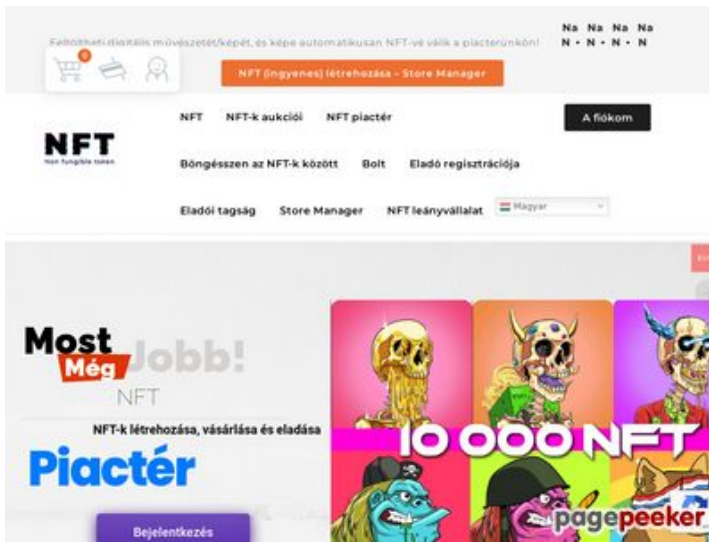 Feltöltheti digitális művészetét/képét, és képe automatikusan NFT-vé válik a piacterünkön!
Na Na Na Na
N • N • N • N
0
NFT (ingyenes) létrehozása – Store Manager
NFT
Non fungible token
NFT NFT-k aukciói NFT piactér
A fiókom
Böngésszen az NFT-k között Bolt Eladó regisztrációja
Eladói tagság Store Manager NFT leányvállalat
Magyar
Most
Még Jobb!
NFT
NFT-k létrehozása, vásárlása és eladása
Piactér
Bejelentkezés
10 000 NFT
pagepeeker